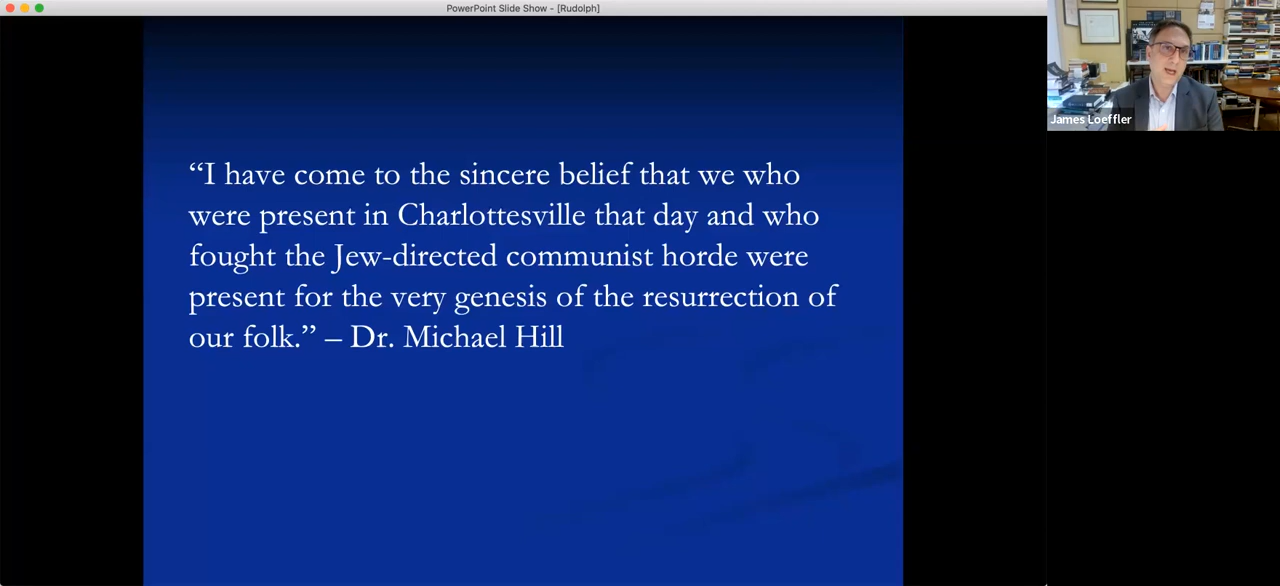 PowerPoint Slide Show - [Rudolph]
“I have come to the sincere belief that we who
were present in Charlottesville that day and who
fought the Jew-directed communist horde were
present for the very genesis of the resurrection of
our folk.” – Dr. Michael Hill
James Loeffler